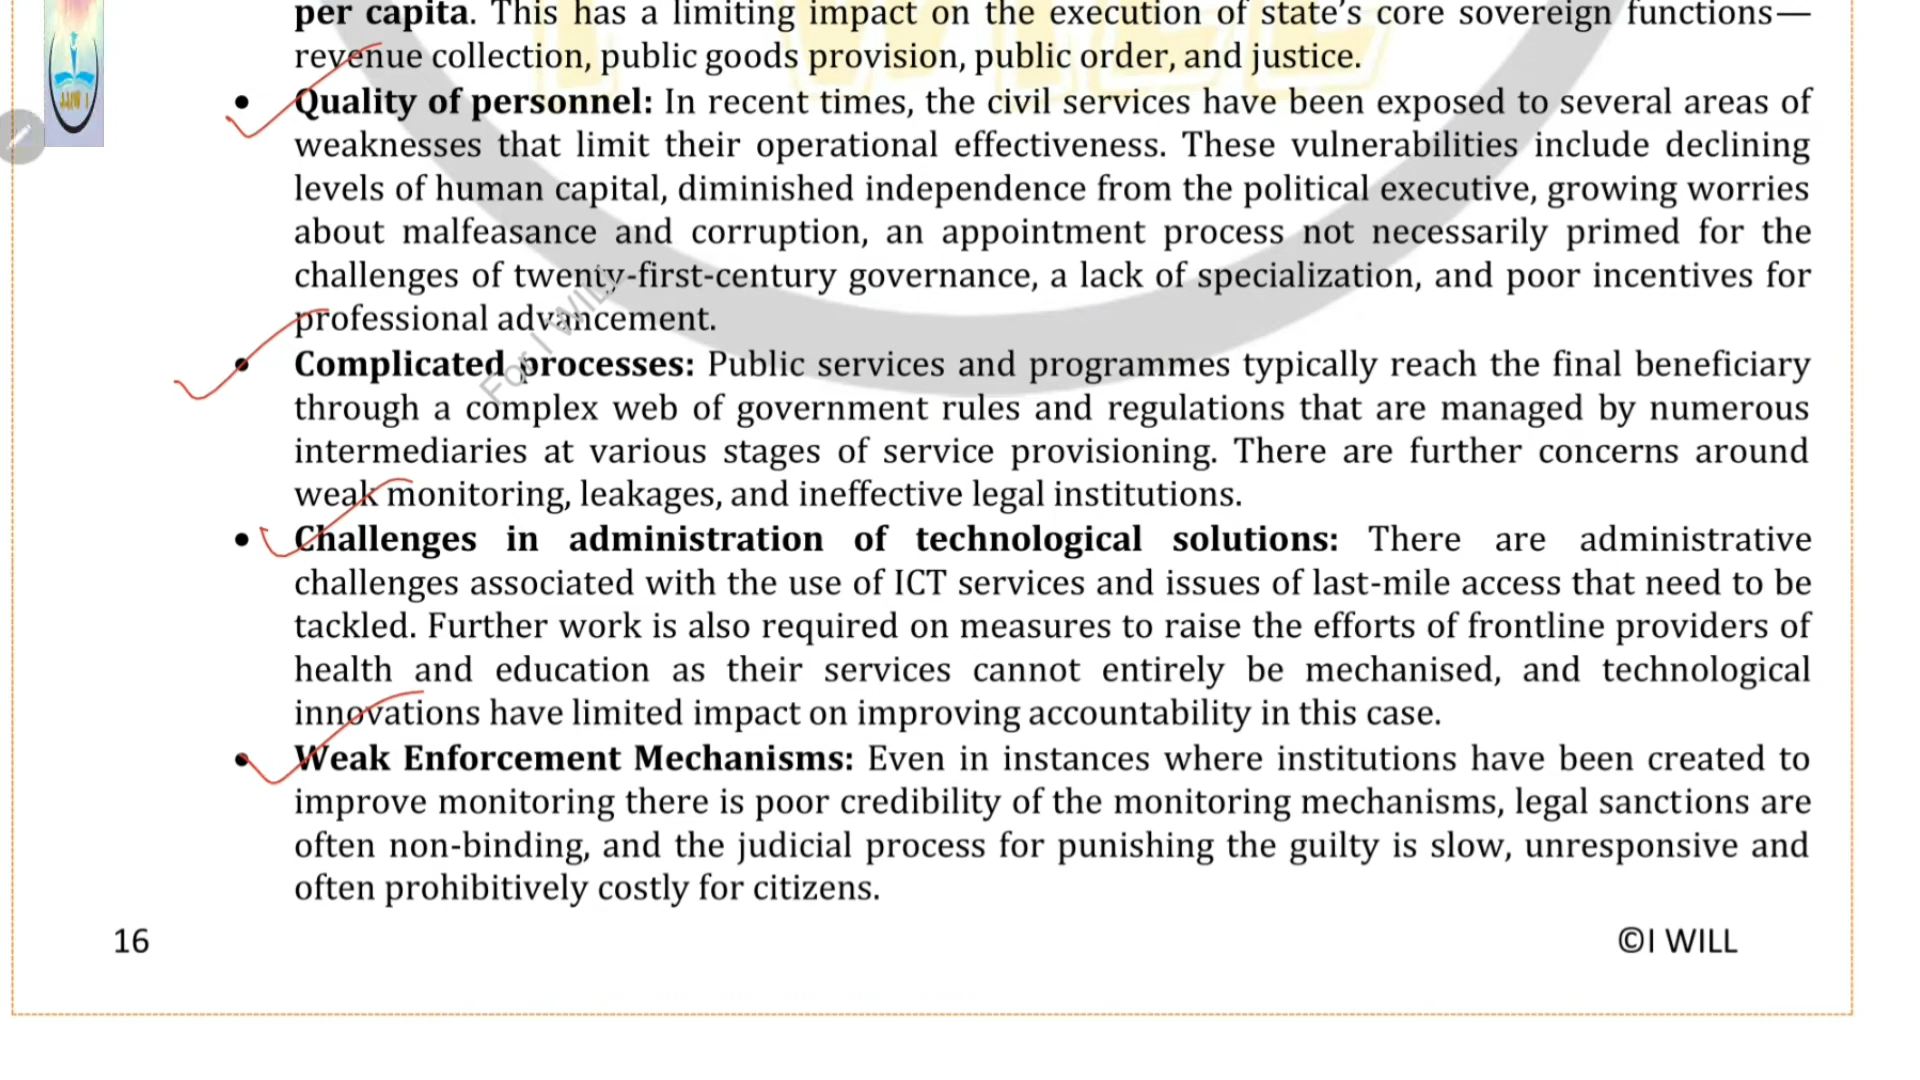 per capita. This has a limiting impact on the execution of state's core sovereign functions—
revenue collection, public goods provision, public order, and justice.
• Quality of personnel: In recent times, the civil services have been exposed to several areas of
weaknesses that limit their operational effectiveness. These vulnerabilities include declining
levels of human capital, diminished independence from the political executive, growing worries
about malfeasance and corruption, an appointment process not necessarily primed for the
challenges of twenty-first-century governance, a lack of specialization, and poor incentives for
professional advancement.
• Complicated processes: Public services and programmes typically reach the final beneficiary
through a complex web of government rules and regulations that are managed by numerous
intermediaries at various stages of service provisioning. There are further concerns around
weak monitoring, leakages, and ineffective legal institutions.
• Challenges in administration of technological solutions: There are administrative
challenges associated with the use of ICT services and issues of last-mile access that need to be
tackled. Further work is also required on measures to raise the efforts of frontline providers of
health and education as their services cannot entirely be mechanised, and technological
innovations have limited impact on improving accountability in this case.
• Weak Enforcement Mechanisms: Even in instances where institutions have been created to
improve monitoring there is poor credibility of the monitoring mechanisms, legal sanctions are
often non-binding, and the judicial process for punishing the guilty is slow, unresponsive and
often prohibitively costly for citizens.
For I WILL
16
©I WILL